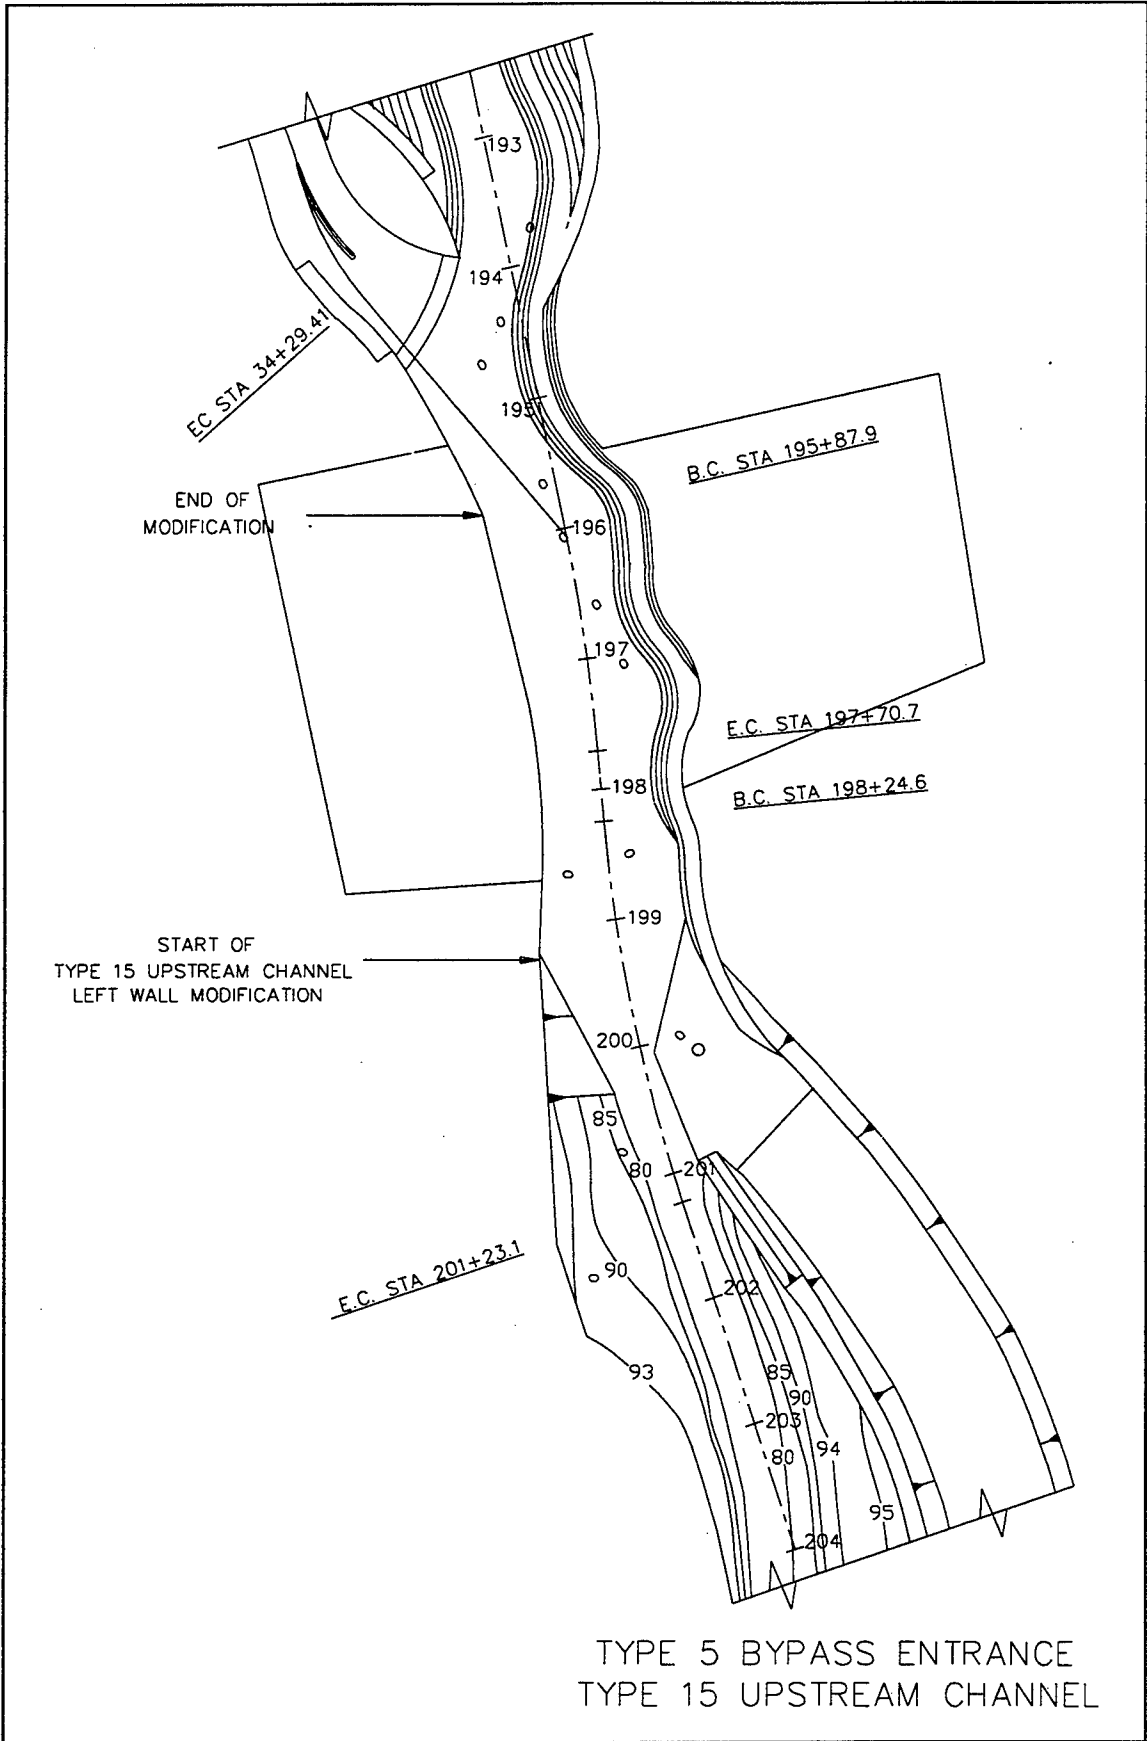 193
194
EC STA 34+29.41
195
B.C. STA 195+87.9
END OF
MODIFICATION
196
197
E.C. STA 197+70.7
198
B.C. STA 198+24.6
199
START OF
TYPE 15 UPSTREAM CHANNEL
LEFT WALL MODIFICATION
200
85
80
201
E.C. STA 201+23.1
90
202
93
85
90
203
94
80
95
204
TYPE 5 BYPASS ENTRANCE
TYPE 15 UPSTREAM CHANNEL